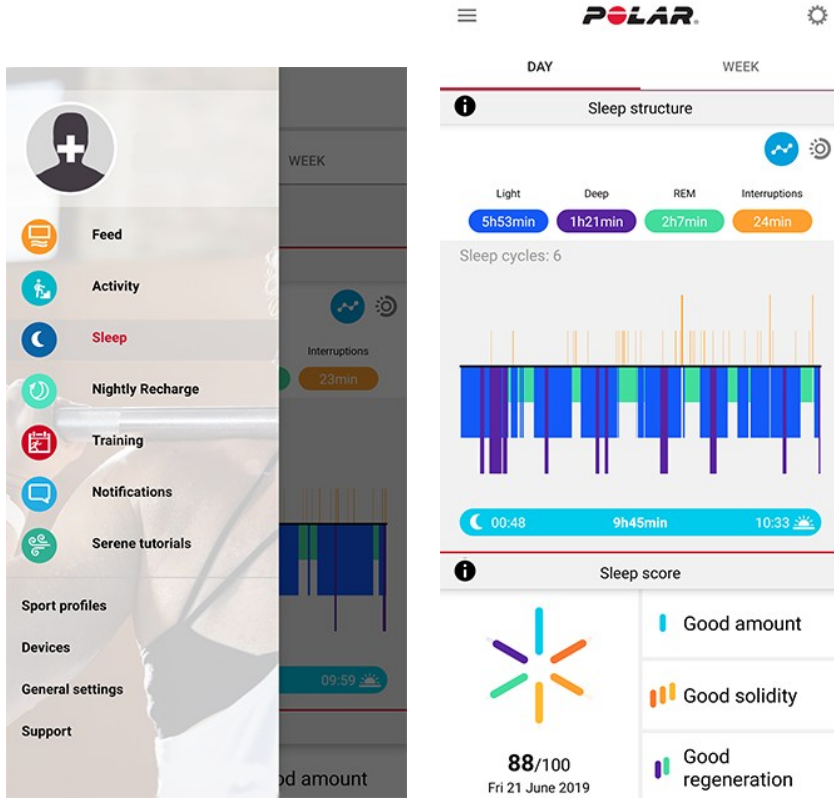 WEEK
Feed
Activity
Sleep
Nightly Recharge
Training
Notifications
Serene tutorials
Interruptions
23min
09:59
Sport profiles
Devices
General settings
Support
od amount
POLAR
DAY WEEK
Sleep structure
Light Deep REM Interruptions
5h53min 1h21min 2h7min 24min
Sleep cycles: 6
00:48 9h45min 10:33
Sleep score
Good amount
Good solidity
Good
regeneration
88/100
Fri 21 June 2019